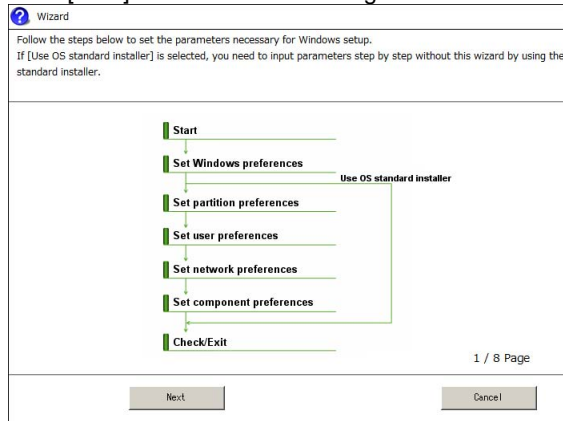 Wizard
Follow the steps below to set the parameters necessary for Windows setup.
If [Use OS standard installer] is selected, you need to input parameters step by step without this wizard by using the
standard installer.
Start
Set Windows preferences
Use OS standard installer
Set partition preferences
Set user preferences
Set network preferences
Set component preferences
Check/Exit
1 / 8 Page
Next
Cancel